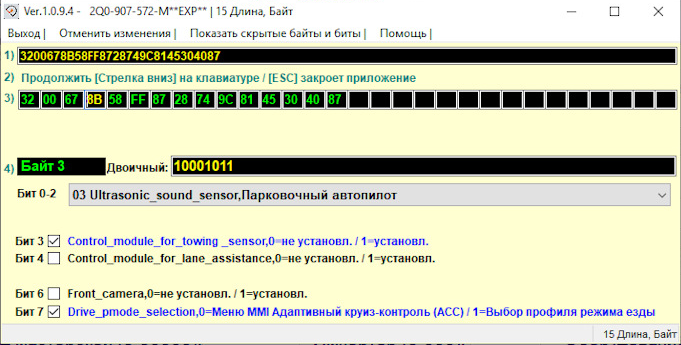 Ver.1.0.9.4 - 2Q0-907-572-M**EXP** | 15 Длина, Байт
Выход | Отменить изменения | Показать скрытые байты и биты | Помощь |
1) 3200678B58FF8728749C8145304087
2) Продолжить [Стрелка вниз] на клавиатуре / [ESC] закроет приложение
3) 32 00 67 8B 58 FF 87 28 74 9C 81 45 30 40 87
4) Байт 3 Двоичный: 10001011
Бит 0-2 03 Ultrasonic_sound_sensor,Парковочный автопилот
Бит 3 Control_module_for_towing _sensor,0=не установл. / 1=установл.
Бит 4 Control_module_for_lane_assistance,0=не установл. / 1=установл.
Бит 6 Front_camera,0=не установл. / 1=установл.
Бит 7 Drive_pmode_selection,0=Меню MMI Адаптивный круиз-контроль (ACC) / 1=Выбор профиля режима езды
15 Длина, Байт